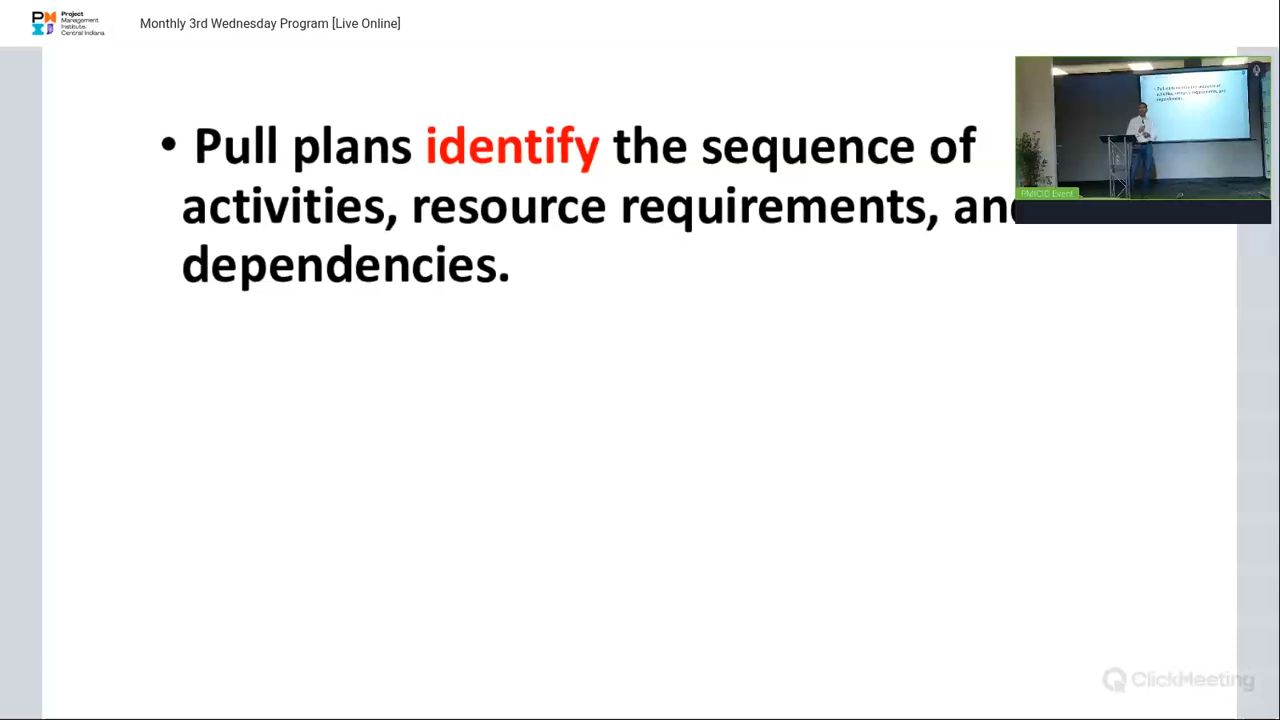 Project
Management
Institute.
Central Indiana
Monthly 3rd Wednesday Program [Live Online]
• Pull plans identify the sequence of
activities, resource requirements, and
dependencies.
PMICIC Event
ClickMeeting